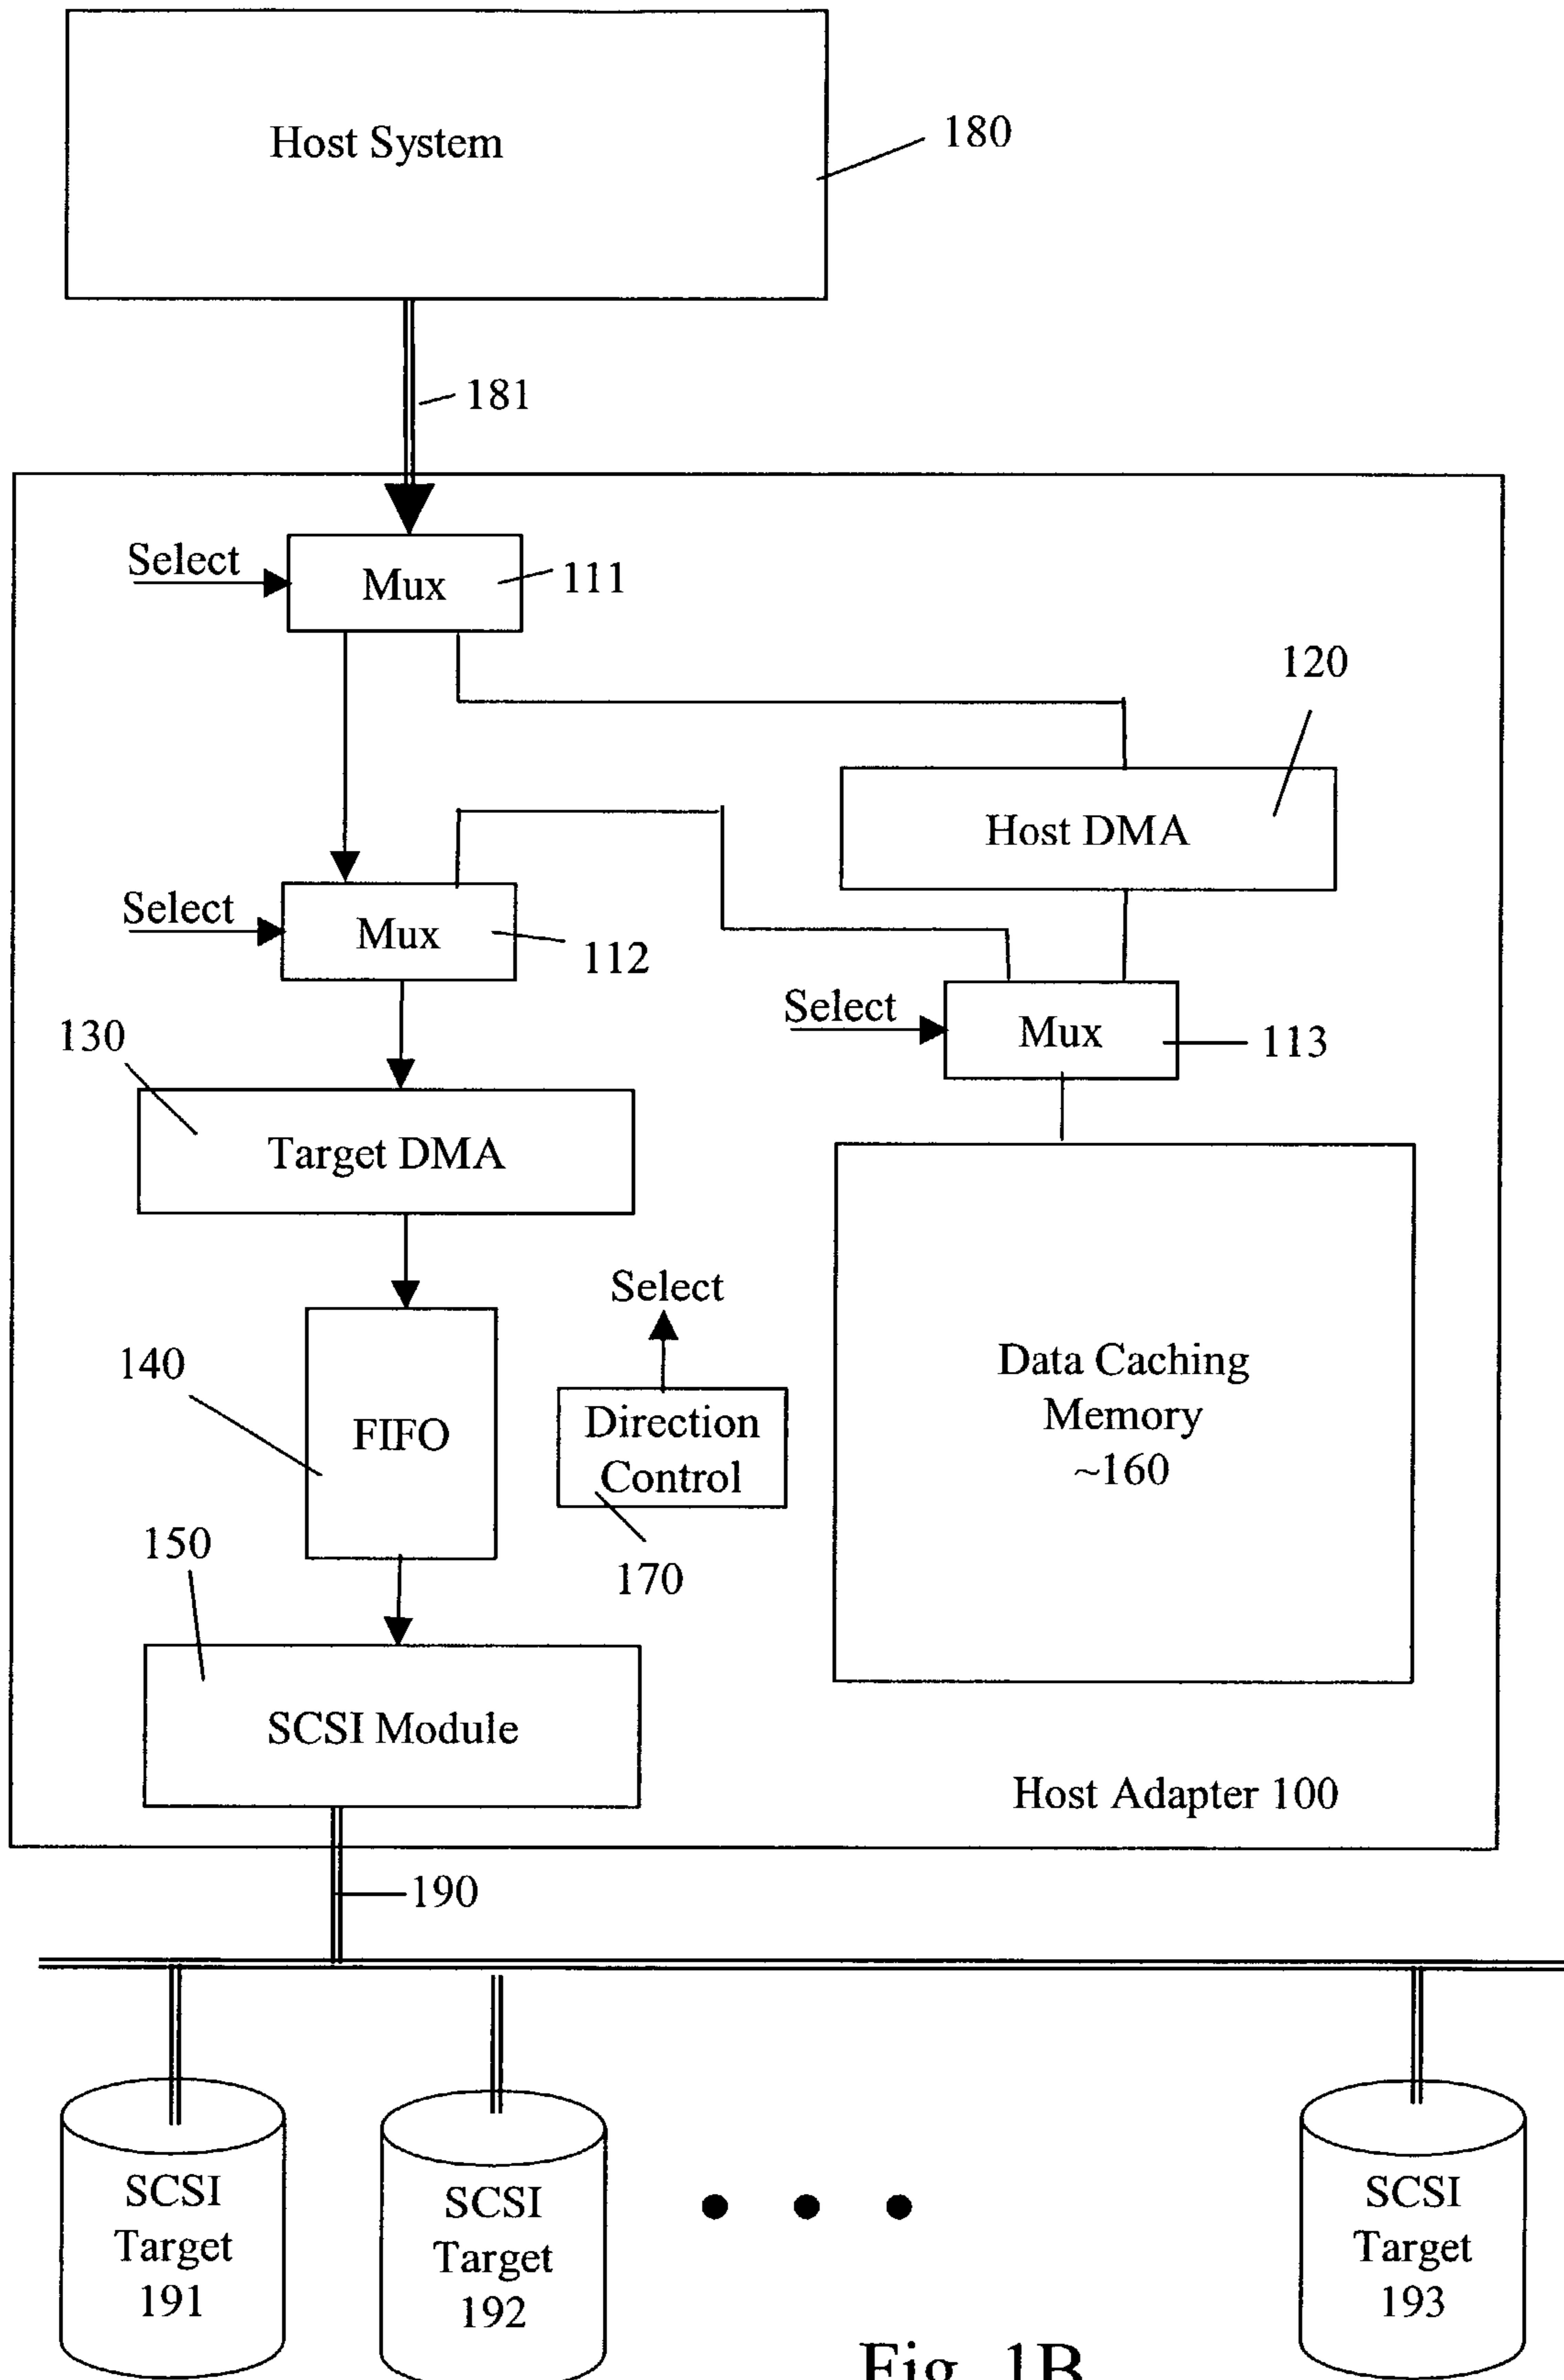 Host System
180
181
Select
Mux
111
120
Host DMA
Select
Mux
112
Select
Mux
113
130
Target DMA
Select
140
FIFO
Direction
Control
170
Data Caching
Memory
~160
150
SCSI Module
Host Adapter 100
190
SCSI
Target
191
SCSI
Target
192
SCSI
Target
193
Fig. 1B